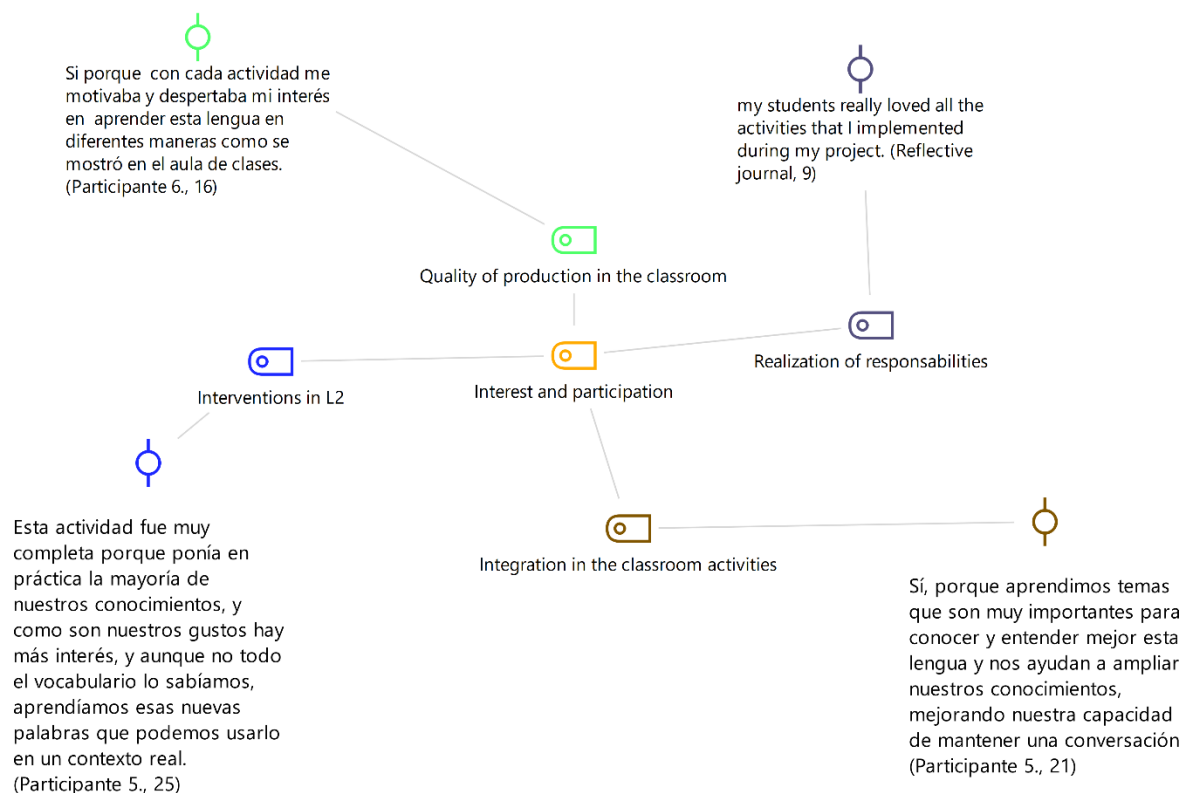 Si porque con cada actividad me
motivaba y despertaba mi interés
en aprender esta lengua en
diferentes maneras como se
mostró en el aula de clases.
(Participante 6., 16)
my students really loved all the
activities that I implemented
during my project. (Reflective
journal, 9)
Quality of production in the classroom
Realization of responsabilities
Interventions in L2
Interest and participation
Integration in the classroom activities
Esta actividad fue muy
completa porque ponía en
práctica la mayoría de
nuestros conocimientos, y
como son nuestros gustos hay
más interés, y aunque no todo
el vocabulario lo sabíamos,
aprendíamos esas nuevas
palabras que podemos usarlo
en un contexto real.
(Participante 5., 25)
Sí, porque aprendimos temas
que son muy importantes para
conocer y entender mejor esta
lengua y nos ayudan a ampliar
nuestros conocimientos,
mejorando nuestra capacidad
de mantener una conversación
(Participante 5., 21)